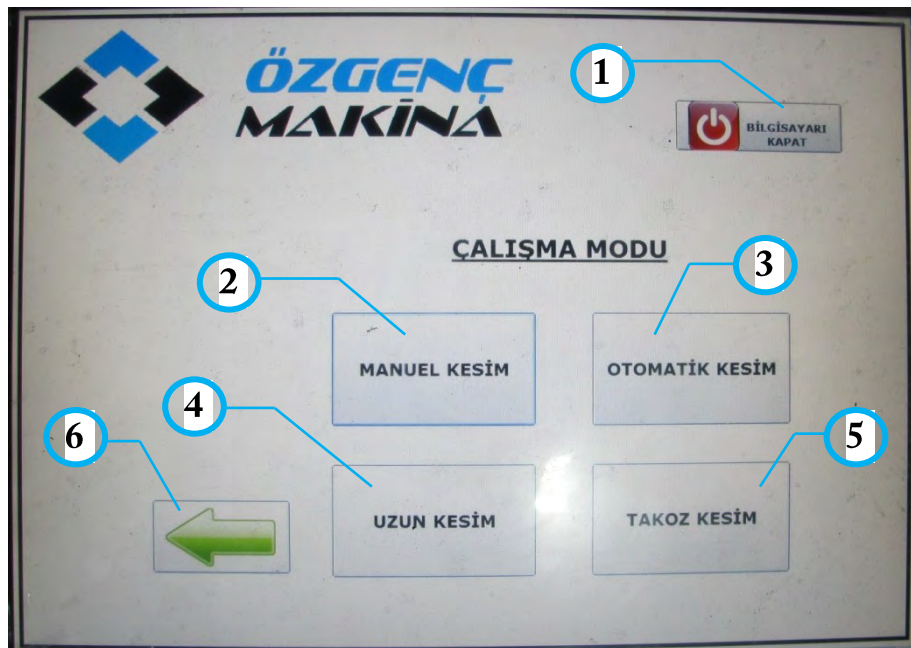 ÖZGENÇ
MAKİNA
1
BİLGİSAYARI
KAPAT
ÇALIŞMA MODU
2
3
MANUEL KESİM
OTOMATİK KESİM
4
5
6
UZUN KESİM
TAKOZ KESİM